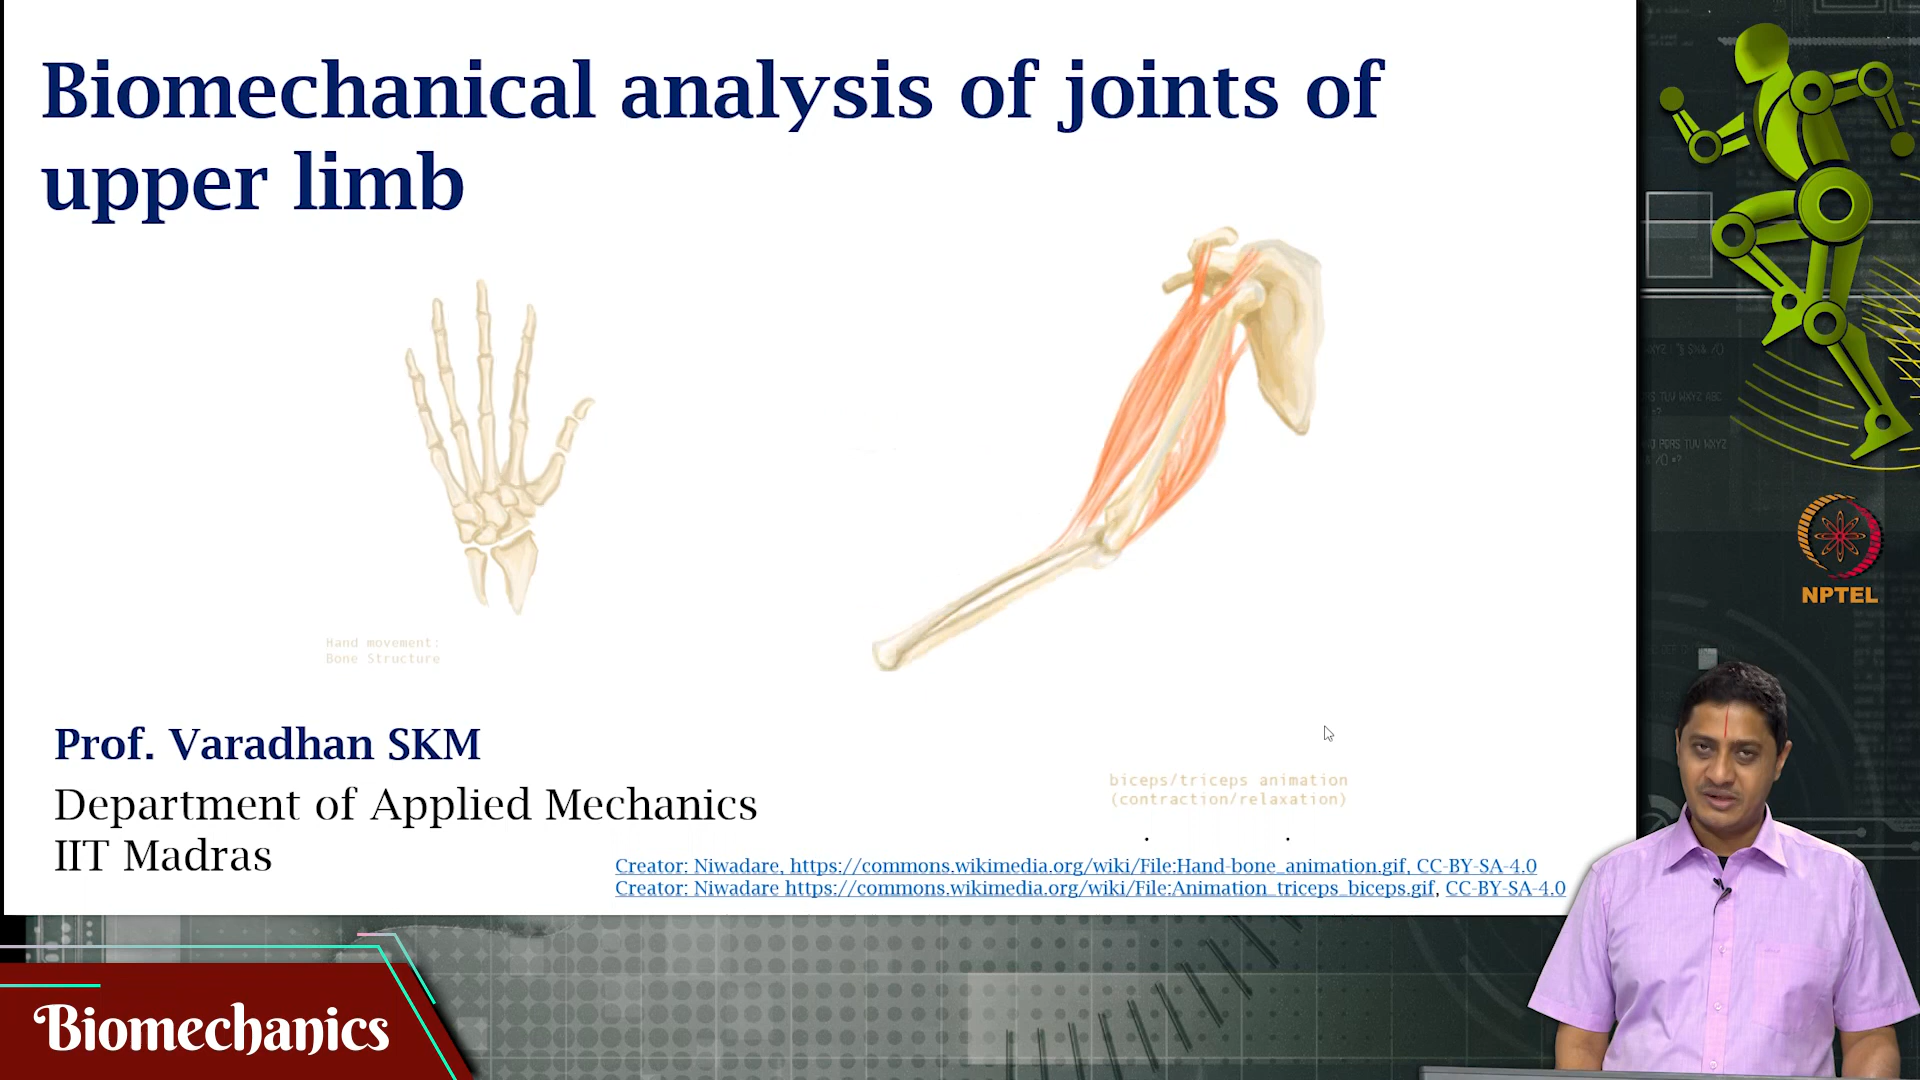 Biomechanical analysis of joints of
upper limb
Hand movement:
Bone Structure
Prof. Varadhan SKM
Department of Applied Mechanics
IIT Madras
biceps/triceps animation
(contraction/relaxation)
Creator: Niwadare, https://commons.wikimedia.org/wiki/File:Hand-bone_animation.gif, CC-BY-SA-4.0
Creator: Niwadare https://commons.wikimedia.org/wiki/File:Animation_triceps_biceps.gif, CC-BY-SA-4.0
NPTEL
Biomechanics